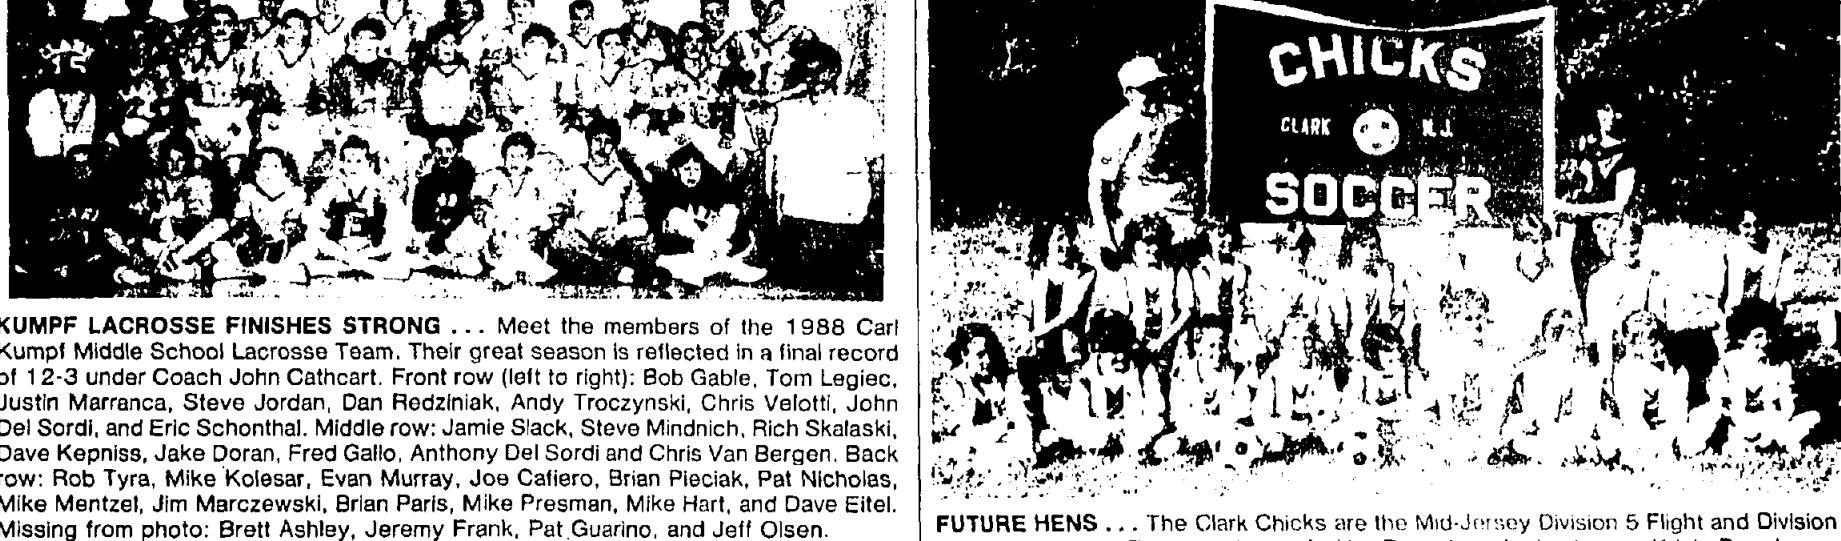 KUMPF LACROSSE FINISHES STRONG ... Meet the members of the 1988 Carl
Kumpf Middle School Lacrosse Team. Their great season is reflected in a final record
of 12-3 under Coach John Cathcart. Front row (left to right): Bob Gable, Tom Legiec,
Justin Marranca, Steve Jordan, Dan Redziniak, Andy Troczynski, Chris Velotti, John
Del Sordi, and Eric Schonthal. Middle row: Jamie Slack, Steve Mindnich, Rich Skalaski,
Dave Kepniss, Jake Doran, Fred Gallo, Anthony Del Sordi and Chris Van Bergen. Back
row: Rob Tyra, Mike Kolesar, Evan Murray, Joe Cafiero, Brian Pieciak, Pat Nicholas,
Mike Mentzel, Jim Marczewski, Brian Paris, Mike Presman, Mike Hart, and Dave Eitel.
Missing from photo: Brett Ashley, Jeremy Frank, Pat Guarino, and Jeff Olsen.
CHICKS
CLARK N.J.
SOCCER
FUTURE HENS ... The Clark Chicks are the Mid-Jersey Division 5 Flight and Division